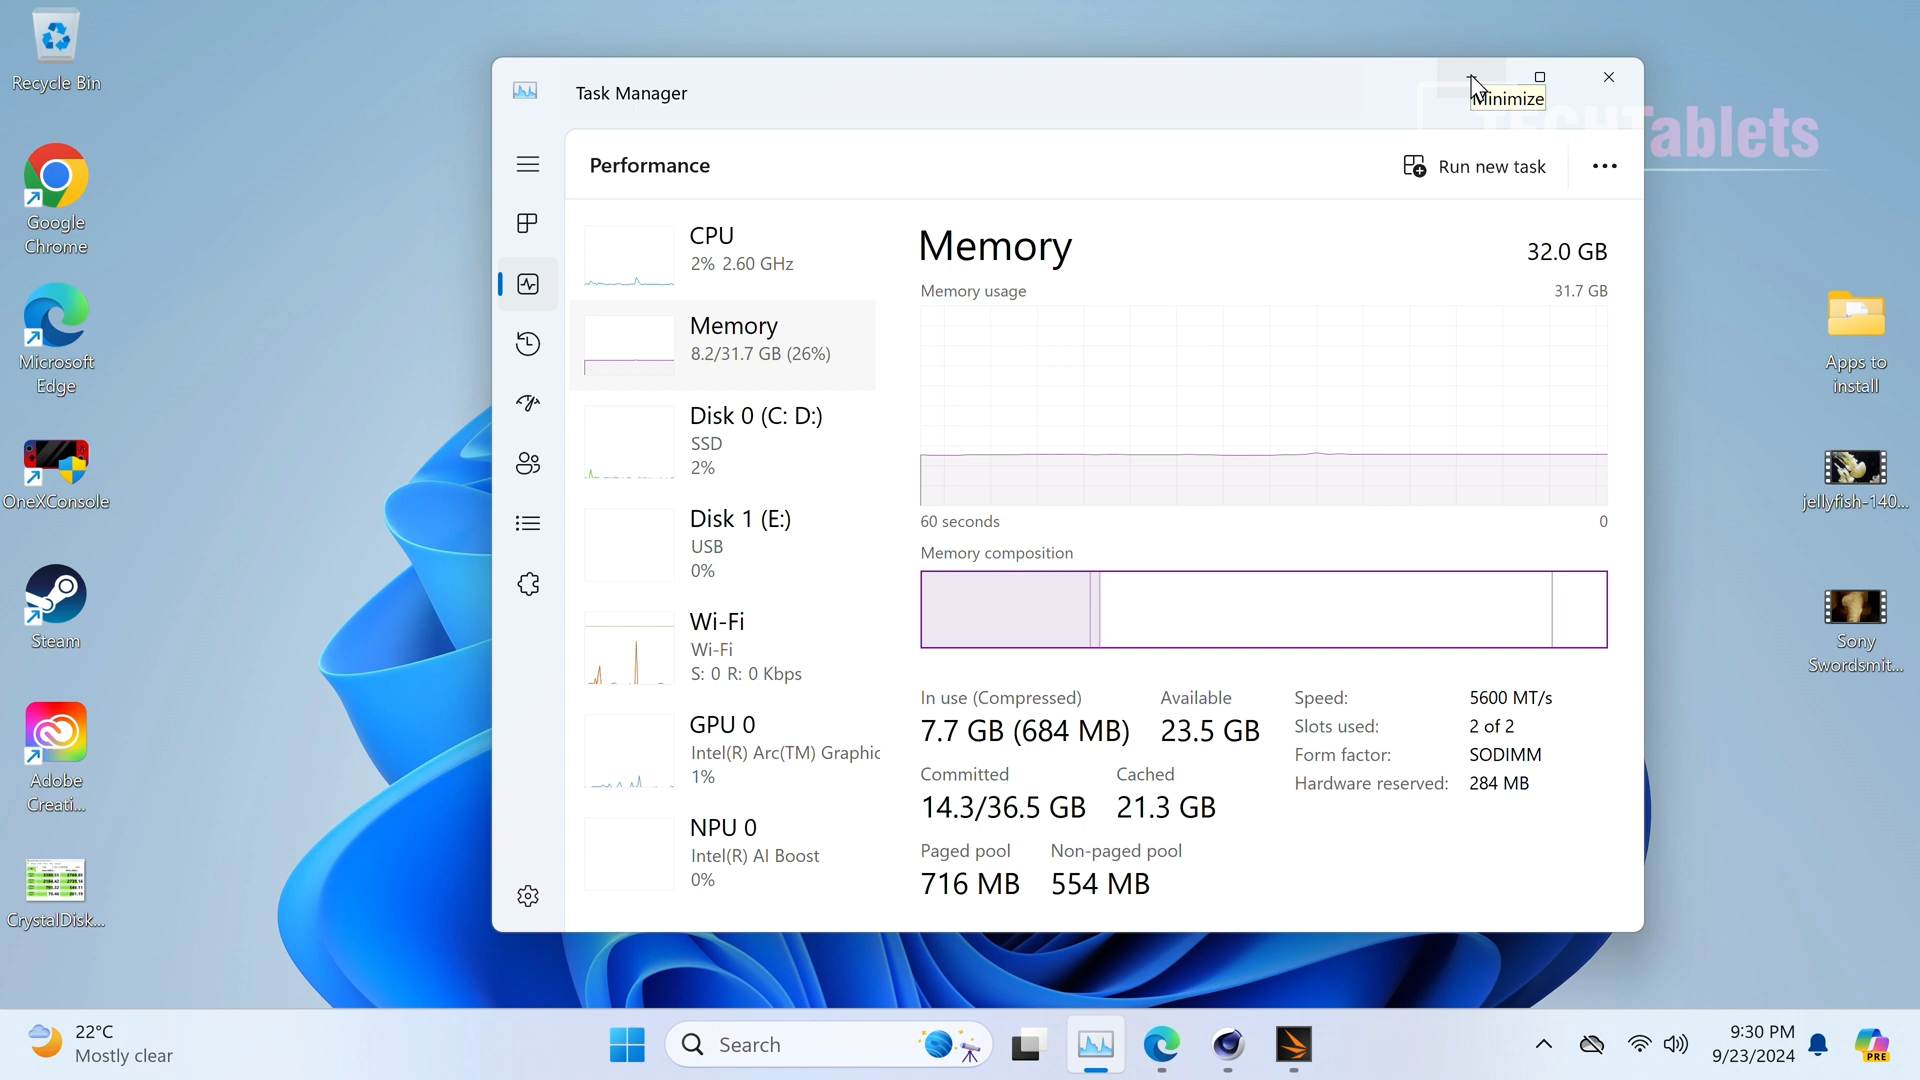 Recycle Bin
Google
Chrome
Microsoft
Edge
OneXConsole
Steam
Adobe
Creati...
CrystalDisk...
Task Manager
Minimize
TECHTablets
Performance
Run new task
CPU
2% 2.60 GHz
Memory
8.2/31.7 GB (26%)
Disk 0 (C: D:)
SSD
2%
Disk 1 (E:)
USB
0%
Wi-Fi
Wi-Fi
S: 0 R: 0 Kbps
GPU 0
Intel(R) Arc(TM) Graphic
1%
NPU 0
Intel(R) AI Boost
0%
Memory
32.0 GB
Memory usage
31.7 GB
60 seconds
0
Memory composition
In use (Compressed)
7.7 GB (684 MB)
Available
23.5 GB
Committed
14.3/36.5 GB
Cached
21.3 GB
Paged pool
716 MB
Non-paged pool
554 MB
Speed: 5600 MT/s
Slots used: 2 of 2
Form factor: SODIMM
Hardware reserved: 284 MB
Apps to
install
jellyfish-140...
Sony
Swordsmit...
22°C
Mostly clear
Search
9:30 PM
9/23/2024
PRE